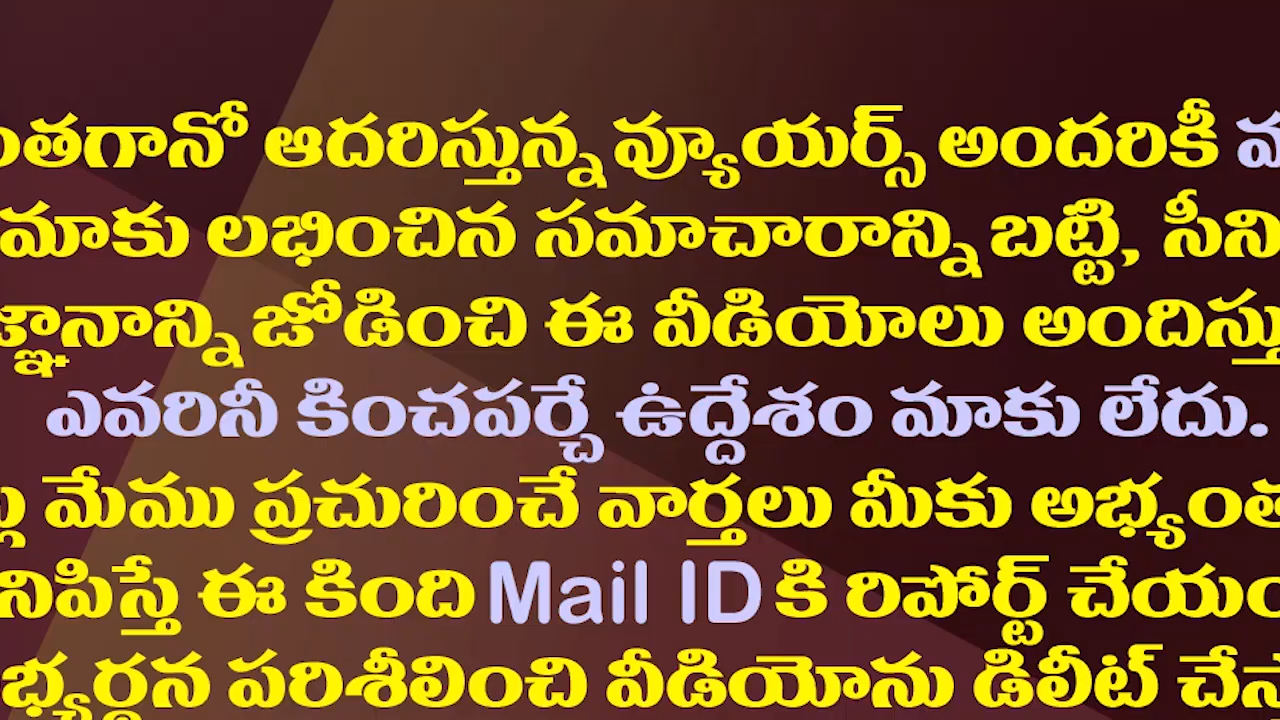 ఆదరిస్తున్న వ్యూయర్స్ అందరికీ
మాకు లభించిన సమాచారాన్ని బట్టి,
జోడించి ఈ వీడియోలు
ఎవరినీ కించపర్చే ఉద్దేశం మాకు లేదు.
మేము ప్రచురించే వార్తలు మీకు
ఈ కింది Mail ID కి రిపోర్ట్
పరిశీలించి వీడియోను డిలీట్